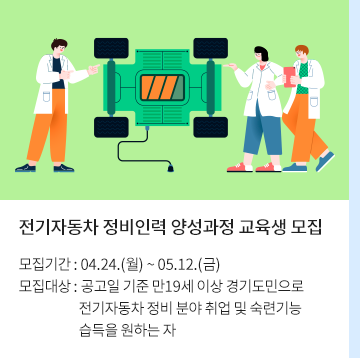 전기자동차 정비인력 양성과정 교육생 모집
모집기간 : 04.24.(월) ~ 05.12.(금)
모집대상 : 공고일 기준 만19세 이상 경기도민으로
전기자동차 정비 분야 취업 및 숙련기능
습득을 원하는 자